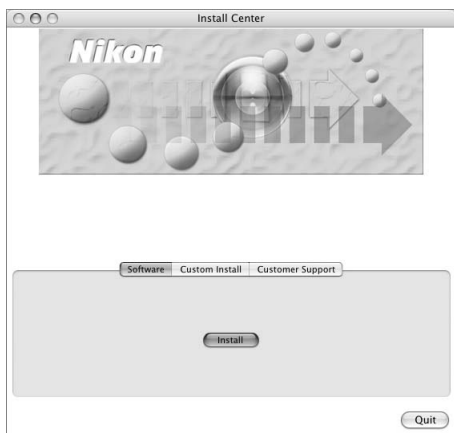 Install Center
Nikon
Software Custom Install Customer Support
Install
Quit